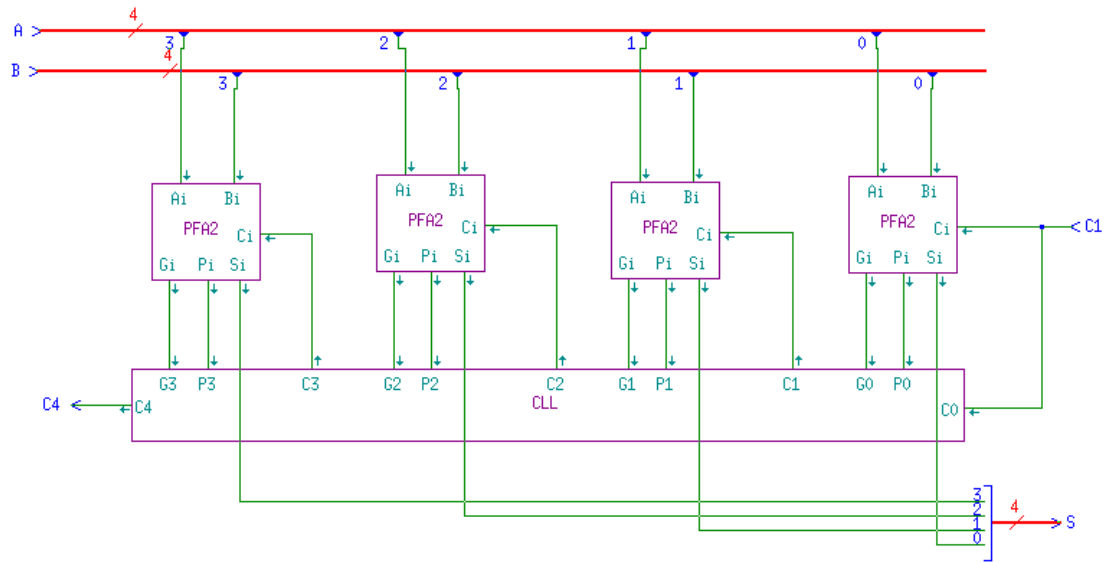 4
A
3 2 1 0
4
B
3 2 1 0
Ai Bi Ai Bi Ai Bi Ai Bi
PFA2 PFA2 PFA2 PFA2
Ci Ci Ci Ci C1
Gi Pi Si Gi Pi Si Gi Pi Si Gi Pi Si
G3 P3 C3 G2 P2 C2 G1 P1 C1 G0 P0
C4 C4 CLL C0
3
2
1
0
4
S